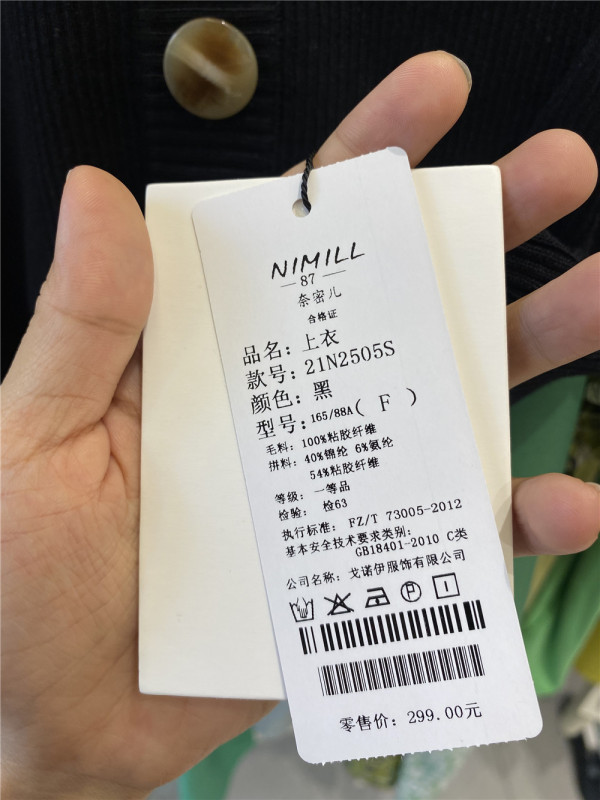 NIMILL
87
奈密儿
合格证
品名：上衣
款号：21N2505S
颜色：黑
型号：165/88A( F )
毛料：100%粘胶纤维
拼料：40%锦纶 6%氨纶
54%粘胶纤维
等级：一等品
检验：检63
执行标准：FZ/T 73005-2012
基本安全技术要求类别：
GB18401-2010 C类
公司名称：戈诺伊服饰有限公司
P
零售价：299.00元